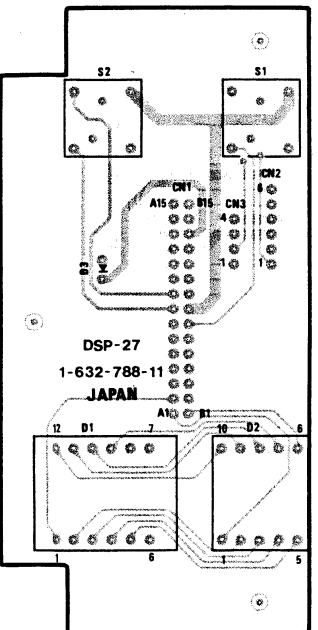 S2 S1
CN1 CN2
A15 B15 6
CN3
4
D3 1 1
DSP-27
1-632-788-11
JAPAN
A1 B1
12 D1 7 10 D2 6
1 6 1 5